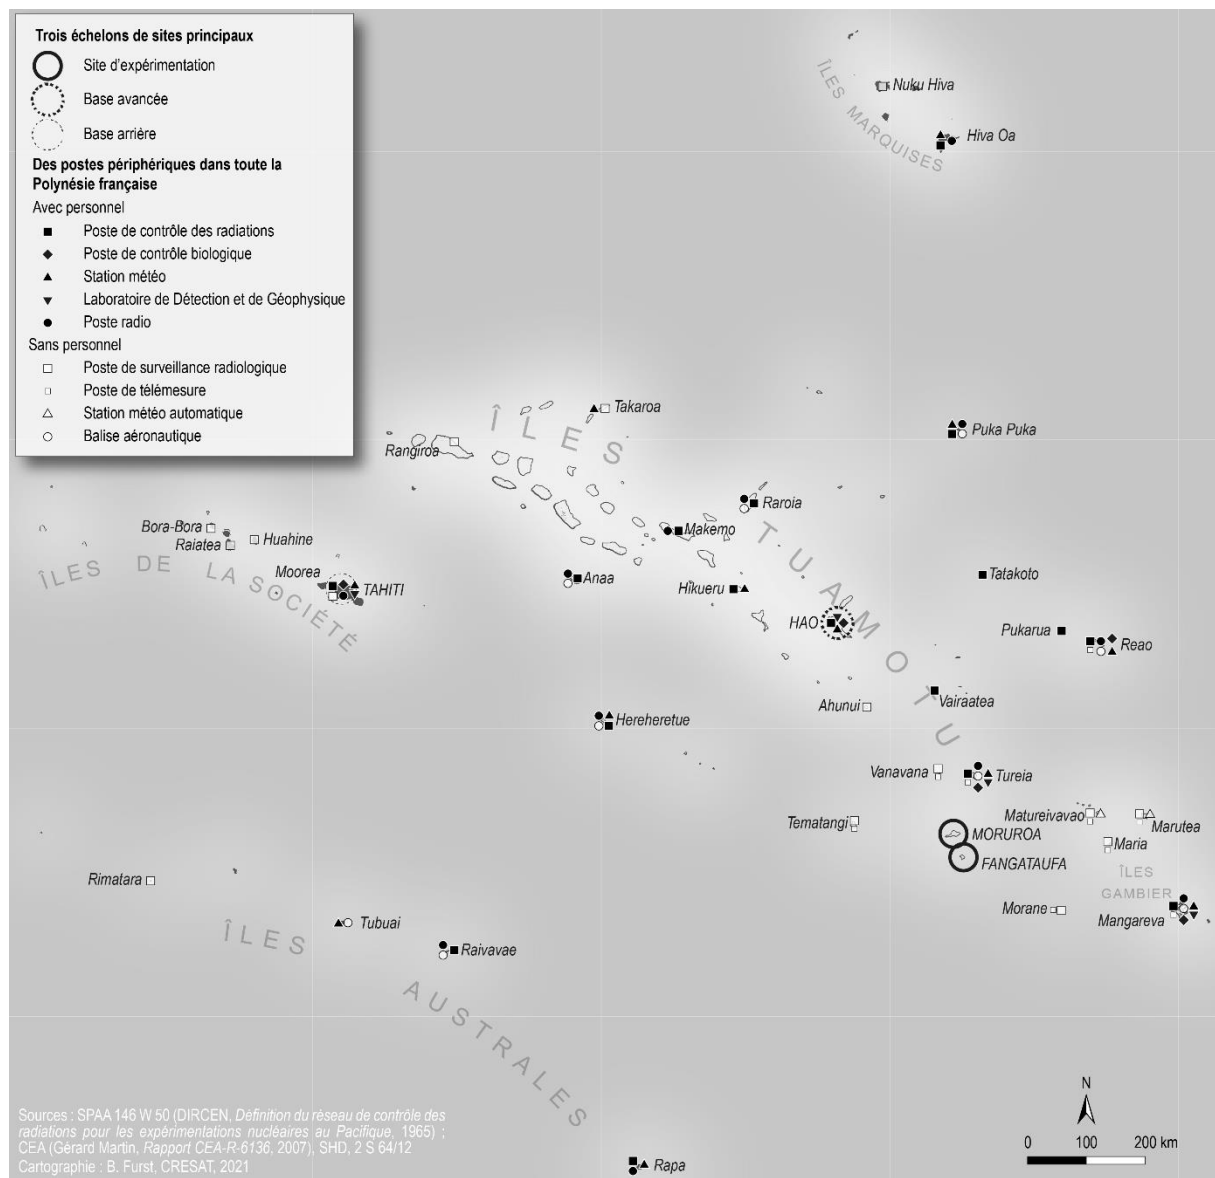 Trois échelons de sites principaux
Site d'expérimentation
Base avancée
Base arrière
Des postes périphériques dans toute la
Polynésie française
Avec personnel
Poste de contrôle des radiations
Poste de contrôle biologique
Station météo
Laboratoire de Détection et de Géophysique
Poste radio
Sans personnel
Poste de surveillance radiologique
Poste de télémesure
Station météo automatique
Balise aéronautique
ÎLES MARQUISES
Nuku Hiva
Hiva Oa
ÎLES TUAMOTU
Takaroa
Rangiroa
Puka Puka
Raroia
Makemo
Bora-Bora
Raiatea
Huahine
ÎLES DE LA SOCIÉTÉ
Moorea
TAHITI
Anaa
Hikueru
Tatakoto
HAO
Pukarua
Reao
Ahunui
Vairaatea
Hereheretue
Vanavana
Tureia
Tematangi
Matureivavao
Marutea
MORUROA
Maria
FANGATAUFA
ÎLES
GAMBIER
Rimatara
Morane
Mangareva
Tubuai
Raivavae
ÎLES AUSTRALES
Rapa
N
0 100 200 km
Sources : SPAA 146 W 50 (DIRCEN, Définition du réseau de contrôle des
radiations pour les expérimentations nucléaires au Pacifique, 1965) ;
CEA (Gérard Martin, Rapport CEA-R-6136, 2007), SHD, 2 S 64/12
Cartographie : B. Furst, CRESAT, 2021